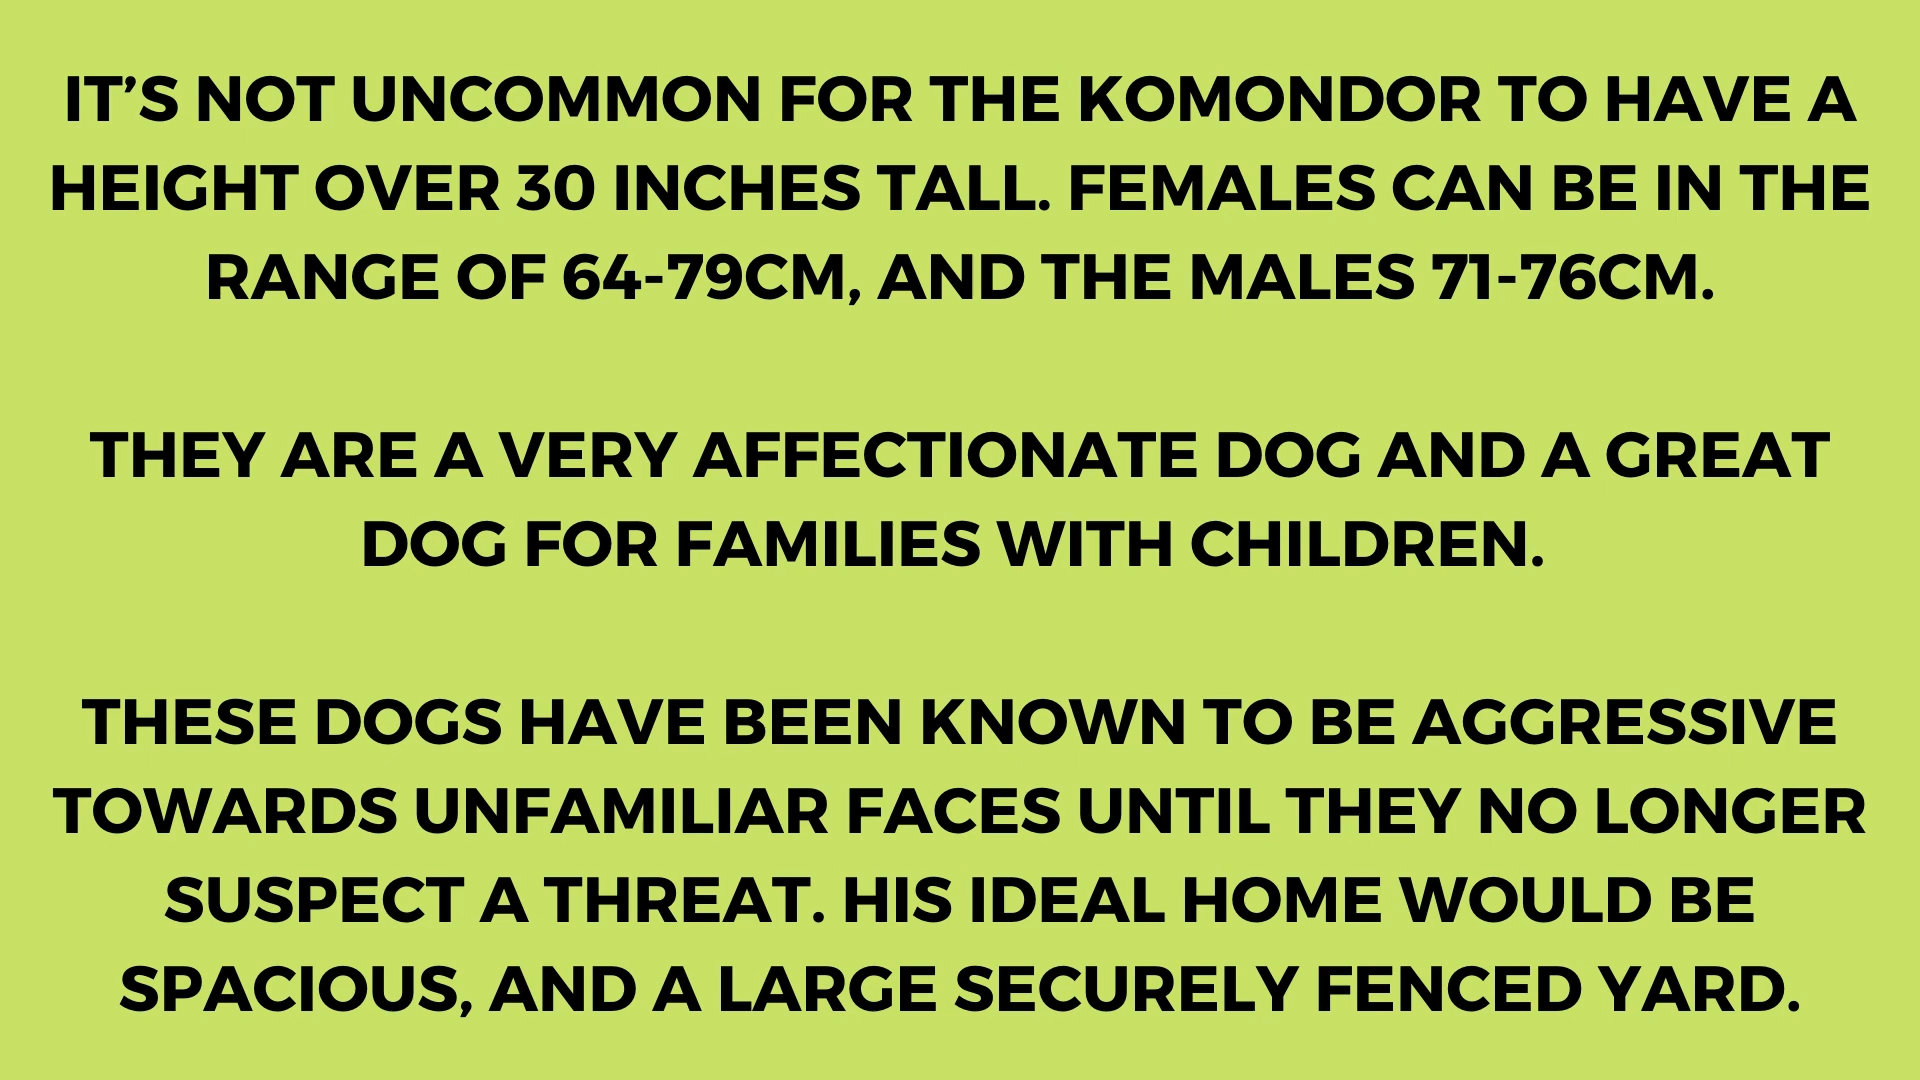 IT’S NOT UNCOMMON FOR THE KOMONDOR TO HAVE A
HEIGHT OVER 30 INCHES TALL. FEMALES CAN BE IN THE
RANGE OF 64-79CM, AND THE MALES 71-76CM.
THEY ARE A VERY AFFECTIONATE DOG AND A GREAT
DOG FOR FAMILIES WITH CHILDREN.
THESE DOGS HAVE BEEN KNOWN TO BE AGGRESSIVE
TOWARDS UNFAMILIAR FACES UNTIL THEY NO LONGER
SUSPECT A THREAT. HIS IDEAL HOME WOULD BE
SPACIOUS, AND A LARGE SECURELY FENCED YARD.